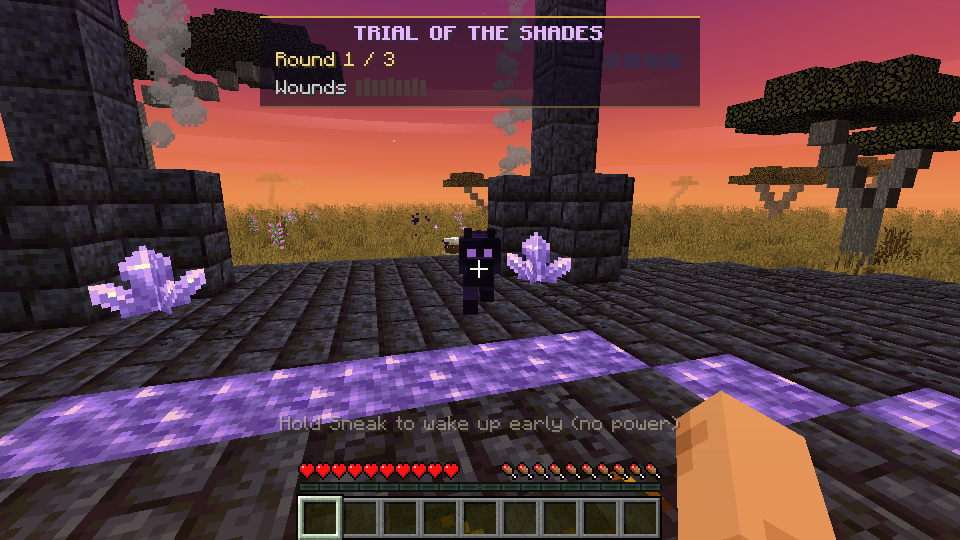 TRIAL OF THE SHADES
Round 1 / 3
Wounds
Hold Sneak to wake up early (no power)